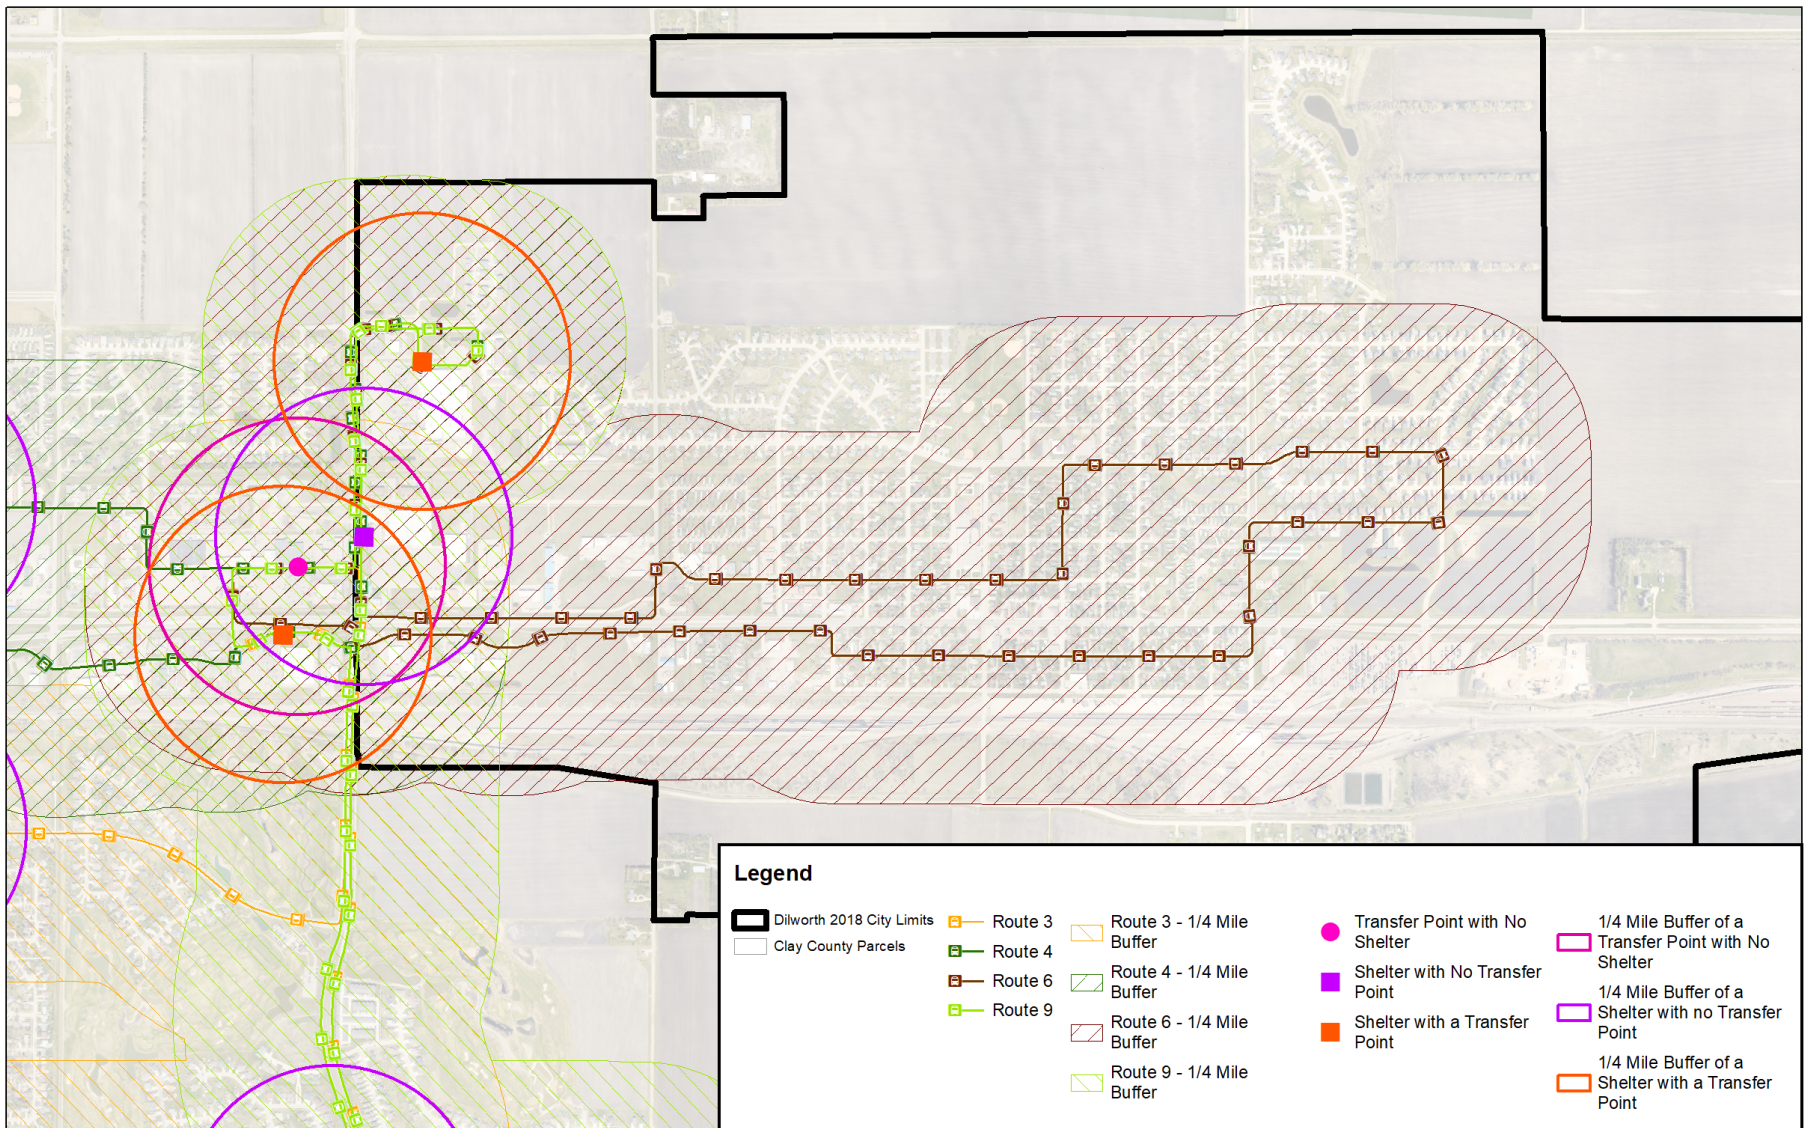 Legend
Dilworth 2018 City Limits
Clay County Parcels
Route 3
Route 4
Route 6
Route 9
Route 3 - 1/4 Mile
Buffer
Route 4 - 1/4 Mile
Buffer
Route 6 - 1/4 Mile
Buffer
Route 9 - 1/4 Mile
Buffer
Transfer Point with No
Shelter
Shelter with No Transfer
Point
Shelter with a Transfer
Point
1/4 Mile Buffer of a
Transfer Point with No
Shelter
1/4 Mile Buffer of a
Shelter with no Transfer
Point
1/4 Mile Buffer of a
Shelter with a Transfer
Point